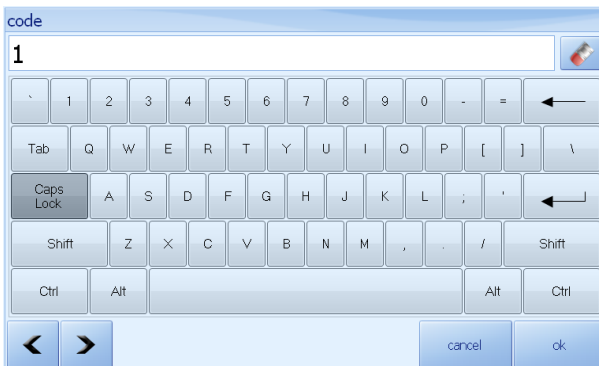 code
1
` 1 2 3 4 5 6 7 8 9 0 - =
Tab Q W E R T Y U I O P [ ] \
Caps
Lock A S D F G H J K L ; '
Shift Z X C V B N M , . / Shift
Ctrl Alt Alt Ctrl
cancel ok